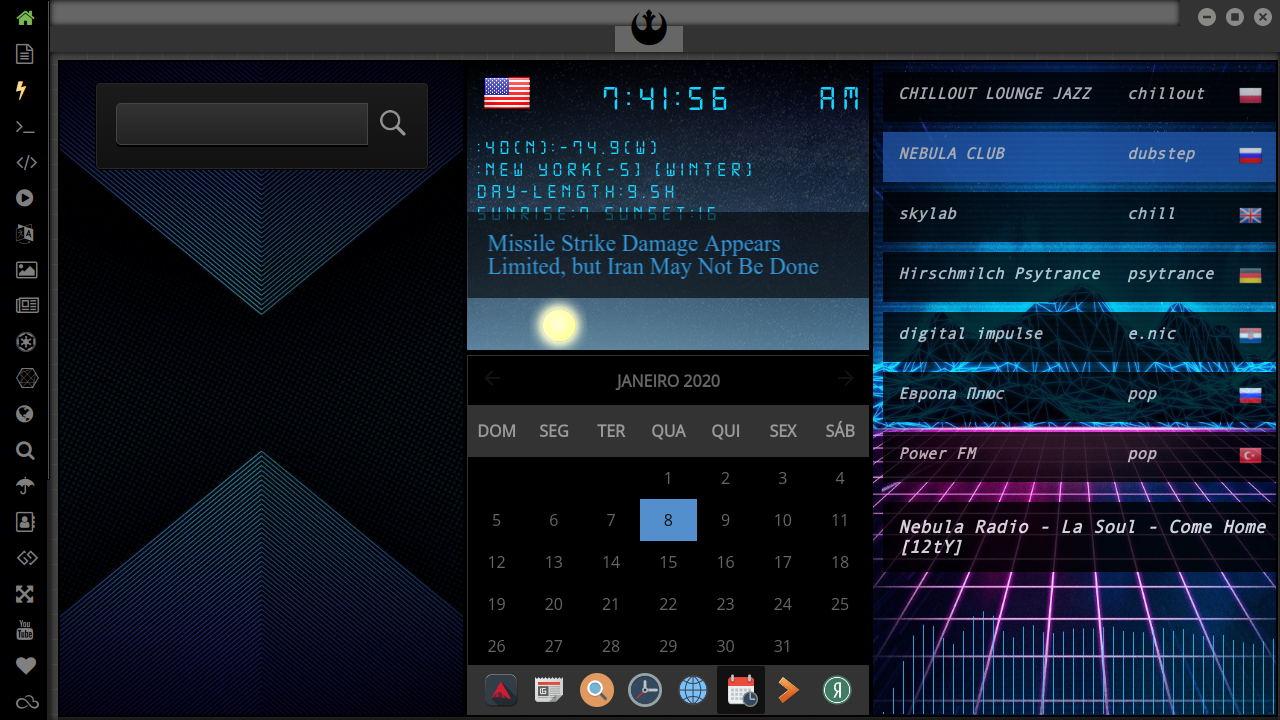 7:41:56 AM
:40(N):-74.9(W)
:NEW YORK[-5] (WINTER)
DAY-LENGTH:9.5H
SUNRISE:7 SUNSET:16
Missile Strike Damage Appears
Limited, but Iran May Not Be Done
JANEIRO 2020
DOM SEG TER QUA QUI SEX SÁB
1 2 3 4
5 6 7 8 9 10 11
12 13 14 15 16 17 18
19 20 21 22 23 24 25
26 27 28 29 30 31
CHILLOUT LOUNGE JAZZ chillout
NEBULA CLUB dubstep
skylab chill
Hirschmilch Psytrance psytrance
digital impulse e.nic
Европа Плюс pop
Power FM pop
Nebula Radio - La Soul - Come Home
[12tY]
You
Tube
Я